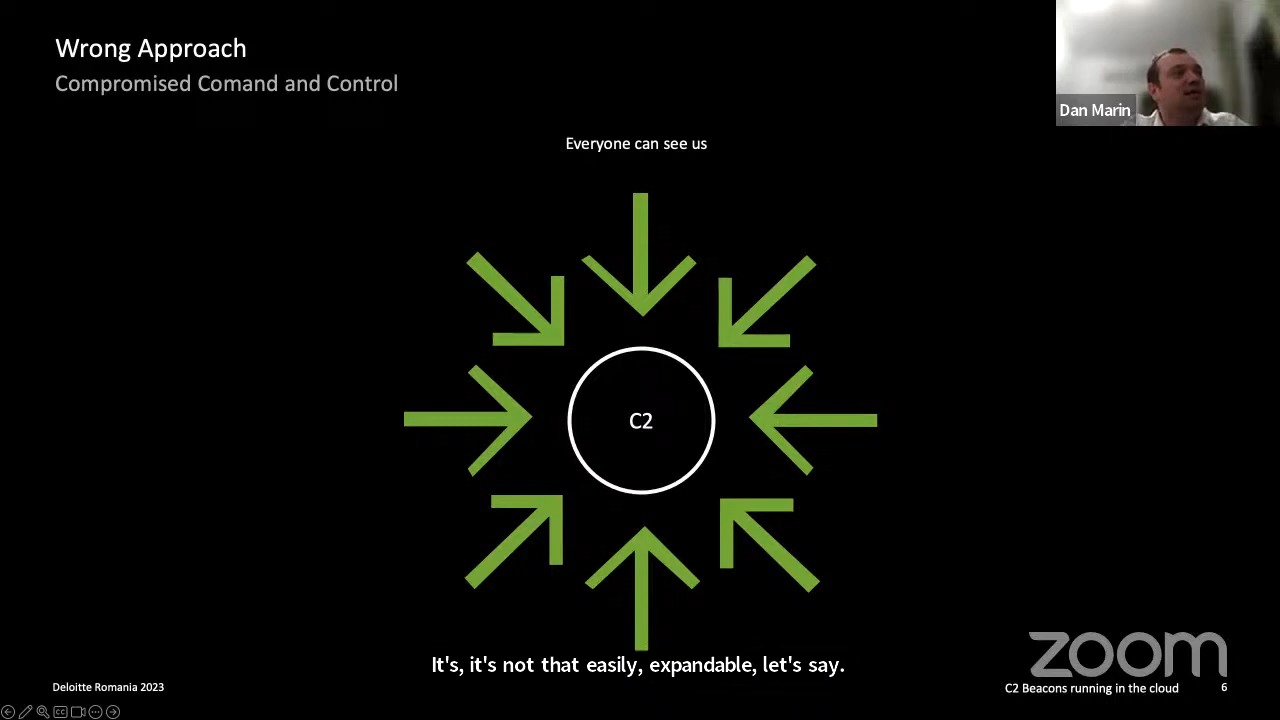 Wrong Approach
Compromised Comand and Control
Dan Marin
Everyone can see us
C2
It's, it's not that easily, expandable, let's say.
zoom
Deloitte Romania 2023
C2 Beacons running in the cloud
6
CC